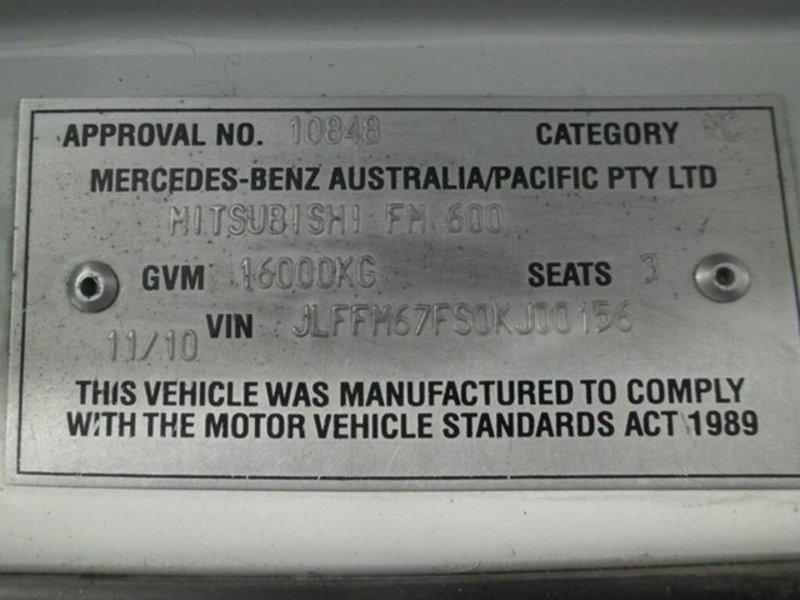 APPROVAL NO. 10848 CATEGORY NC
MERCEDES-BENZ AUSTRALIA/PACIFIC PTY LTD
MITSUBISHI FM 600
GVM 16000KG SEATS 3
11/10 VIN JLFFM67FS0KJ00156
THIS VEHICLE WAS MANUFACTURED TO COMPLY
WITH THE MOTOR VEHICLE STANDARDS ACT 1989